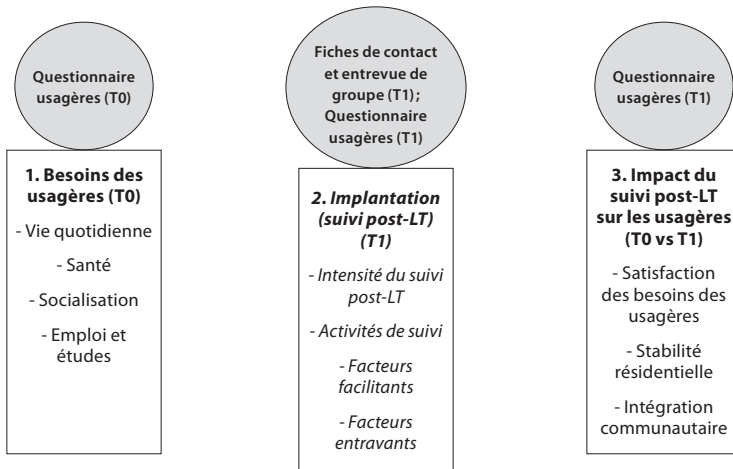 Questionnaire
usagères (T0)
1. Besoins des
usagères (T0)
- Vie quotidienne
- Santé
- Socialisation
- Emploi et
études
Fiches de contact
et entrevue de
groupe (T1) ;
Questionnaire
usagères (T1)
2. Implantation
(suivi post-LT)
(T1)
- Intensité du suivi
post-LT
- Activités de suivi
- Facteurs
facilitants
- Facteurs
entravants
Questionnaire
usagères (T1)
3. Impact du
suivi post-LT
sur les usagères
(T0 vs T1)
- Satisfaction
des besoins des
usagères
- Stabilité
résidentielle
- Intégration
communautaire